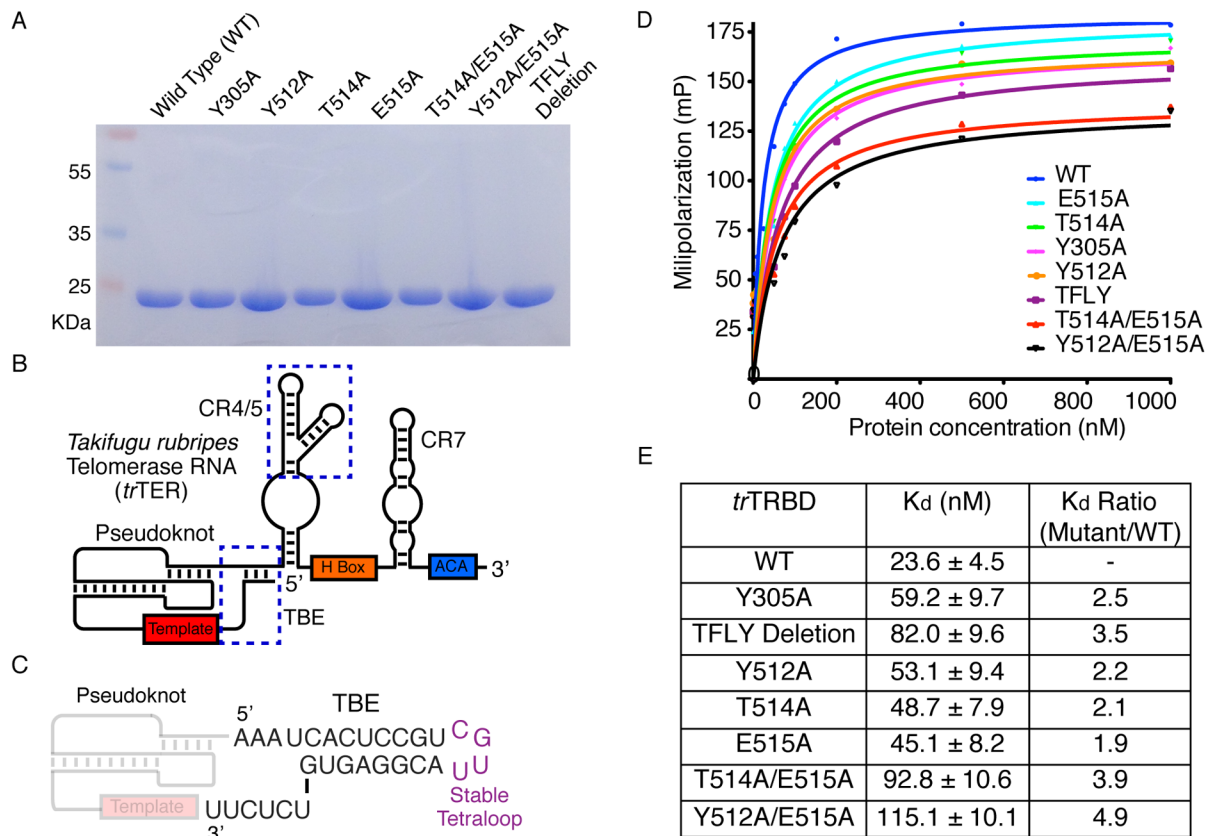 A
Wild Type (WT)
Y305A
Y512A
T514A
E515A
T514A/E515A
Y512A/E515A
TFLY
Deletion
55
35
25
KDa
B
CR4/5
CR7
Takifugu rubripes
Telomerase RNA
(trTER)
Pseudoknot
5’
H Box
ACA
3’
TBE
Template
C
Pseudoknot
5’
TBE
AAAUCACUCCGU
C
G
GUGAGGCA
U
U
Template
UUCUCU
3’
Stable
Tetraloop
D
Milipolarization (mP)
175
150
125
100
75
50
25
0
0
200
400
600
800
1000
Protein concentration (nM)
WT
E515A
T514A
Y305A
Y512A
TFLY
T514A/E515A
Y512A/E515A
E
trTRBD Kd (nM) Kd Ratio
(Mutant/WT)
WT 23.6 ± 4.5 -
Y305A 59.2 ± 9.7 2.5
TFLY Deletion 82.0 ± 9.6 3.5
Y512A 53.1 ± 9.4 2.2
T514A 48.7 ± 7.9 2.1
E515A 45.1 ± 8.2 1.9
T514A/E515A 92.8 ± 10.6 3.9
Y512A/E515A 115.1 ± 10.1 4.9